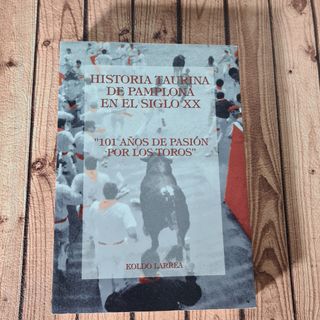 HISTORIA TAURINA
DE PAMPLONA
EN EL SIGLO XX
"101 AÑOS DE PASIÓN
POR LOS TOROS"
KOLDO LARREA